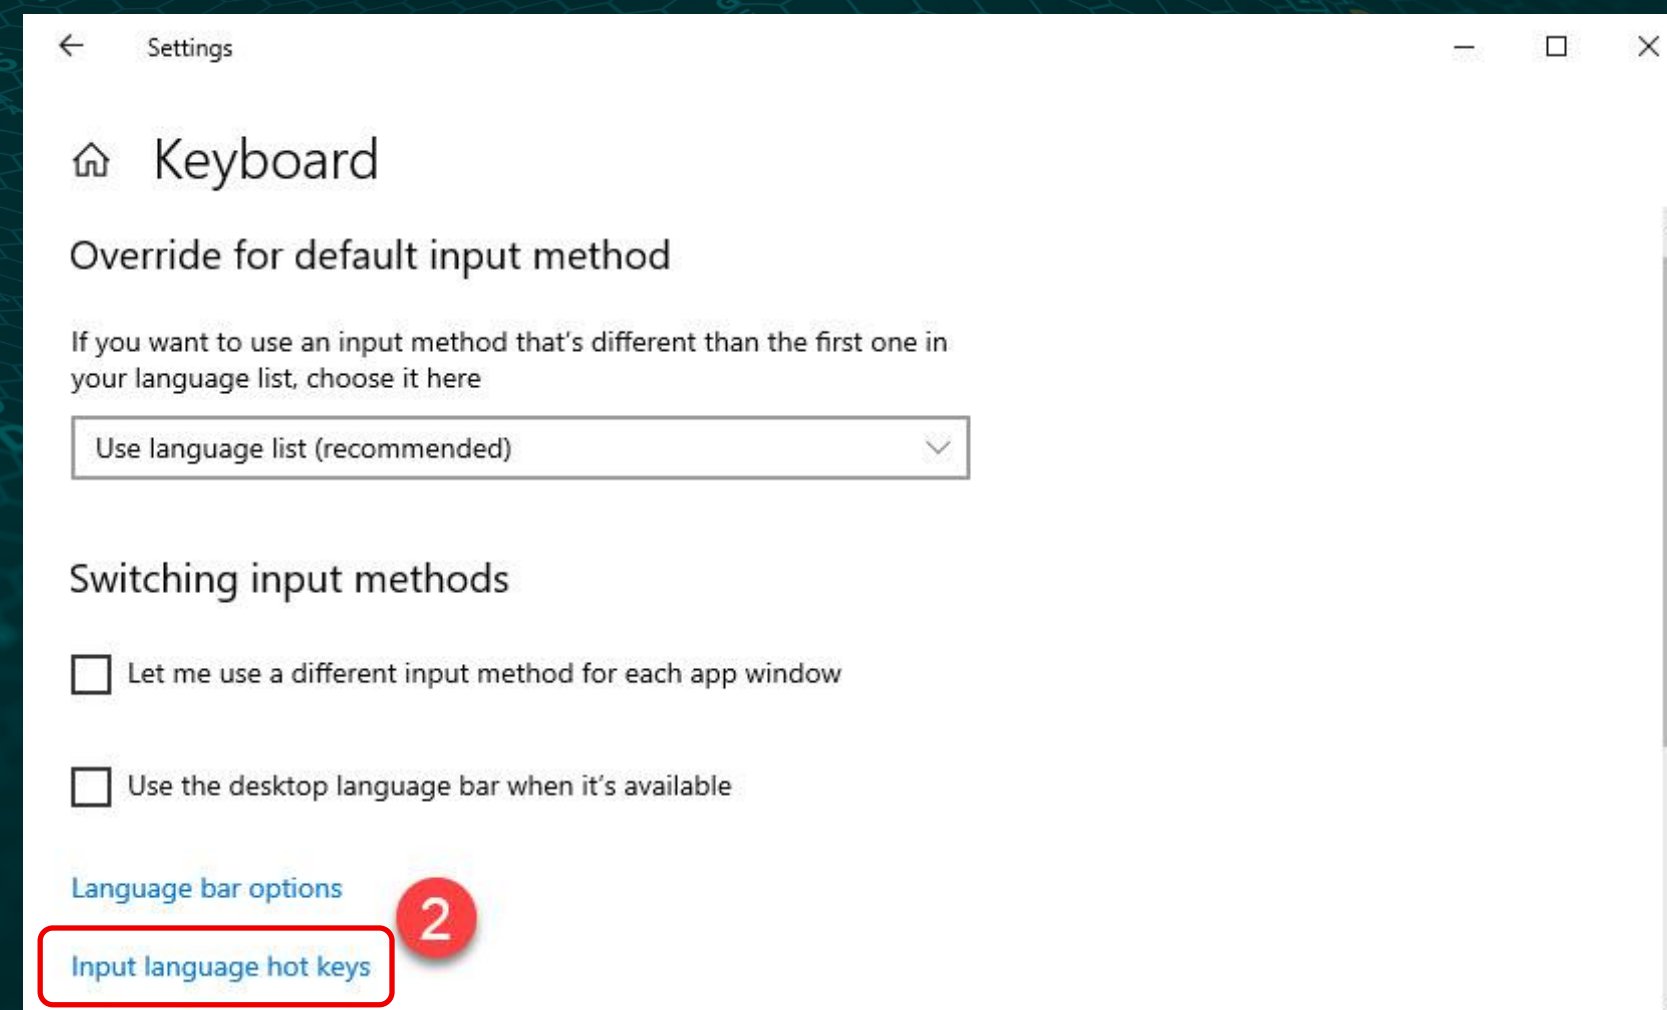 Settings
Keyboard
Override for default input method
If you want to use an input method that's different than the first one in
your language list, choose it here
Use language list (recommended)
Switching input methods
Let me use a different input method for each app window
Use the desktop language bar when it's available
Language bar options
2
Input language hot keys